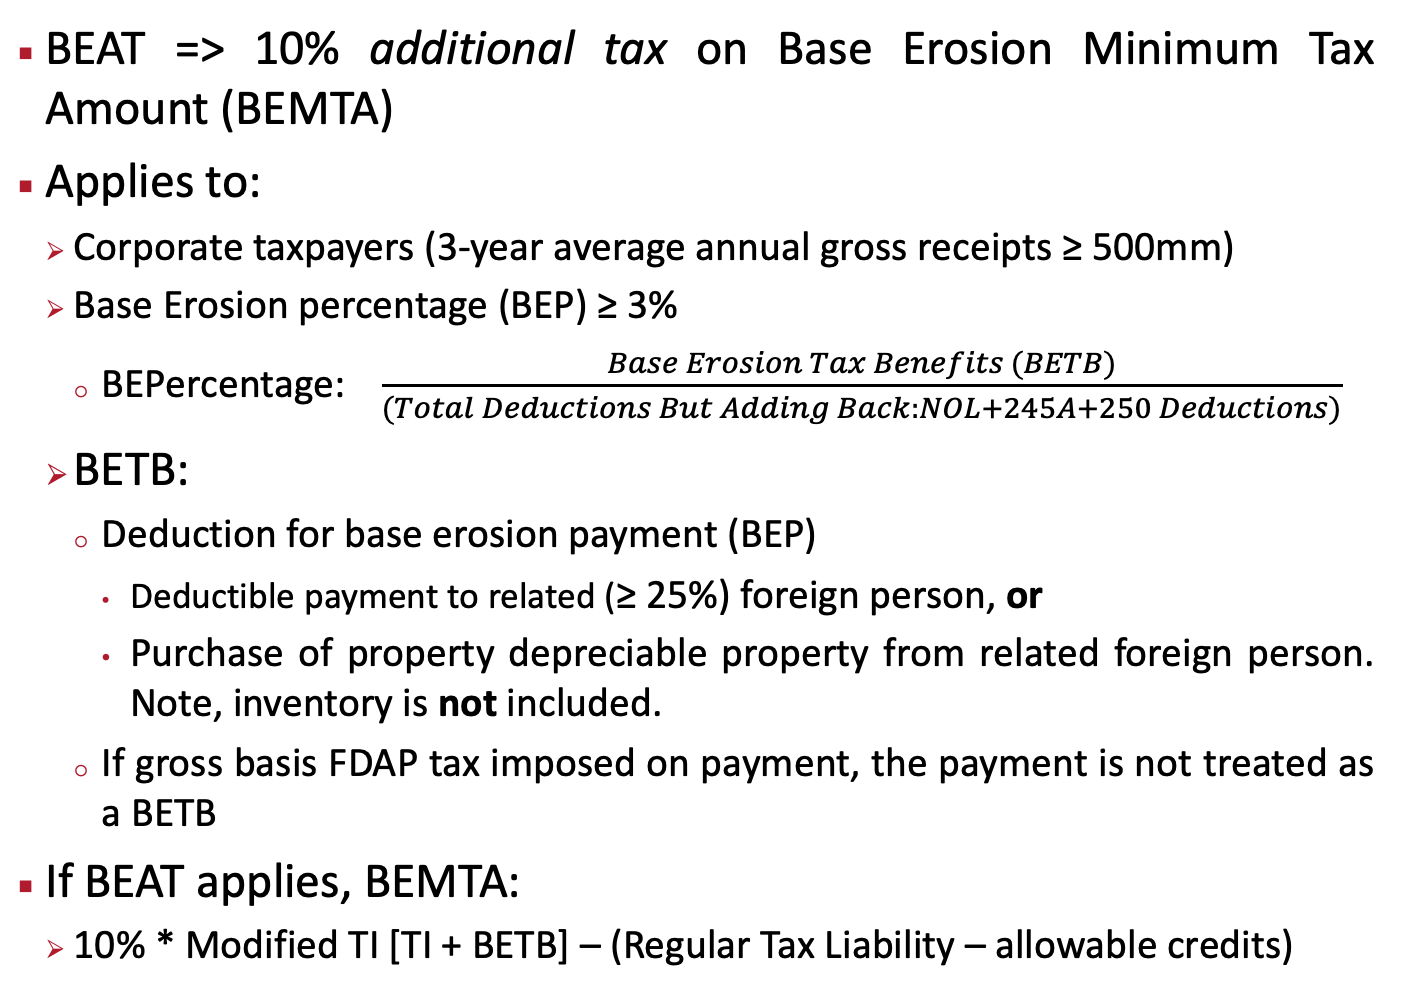 ▪ BEAT => 10% additional tax on Base Erosion Minimum Tax
Amount (BEMTA)
▪ Applies to:
➢ Corporate taxpayers (3-year average annual gross receipts ≥ 500mm)
➢ Base Erosion percentage (BEP) ≥ 3%
o BEPercentage:
Base Erosion Tax Benefits (BETB)
(Total Deductions But Adding Back:NOL+245A+250 Deductions)
➢ BETB:
o Deduction for base erosion payment (BEP)
• Deductible payment to related (≥ 25%) foreign person, or
• Purchase of property depreciable property from related foreign person.
Note, inventory is not included.
o If gross basis FDAP tax imposed on payment, the payment is not treated as
a BETB
▪ If BEAT applies, BEMTA:
➢ 10% * Modified TI [TI + BETB] – (Regular Tax Liability – allowable credits)